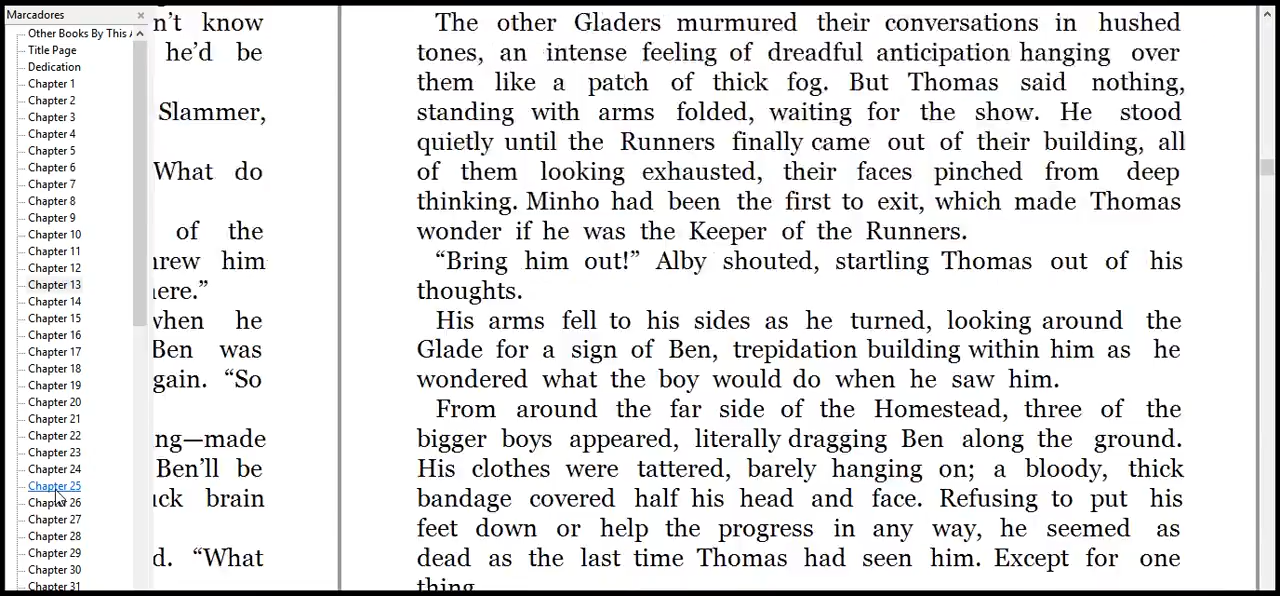 Marcadores
Other Books By This A
Title Page
Dedication
Chapter 1
Chapter 2
Chapter 3
Chapter 4
Chapter 5
Chapter 6
Chapter 7
Chapter 8
Chapter 9
Chapter 10
Chapter 11
Chapter 12
Chapter 13
Chapter 14
Chapter 15
Chapter 16
Chapter 17
Chapter 18
Chapter 19
Chapter 20
Chapter 21
Chapter 22
Chapter 23
Chapter 24
Chapter 25
Chapter 26
Chapter 27
Chapter 28
Chapter 29
Chapter 30
Chapter 31
n't know
he'd be
Slammer,
What do
of the
hrew him
here.”
when he
Ben was
gain. “So
ng—made
Ben'll be
uck brain
d. “What
The other Gladers murmured their conversations in hushed
tones, an intense feeling of dreadful anticipation hanging over
them like a patch of thick fog. But Thomas said nothing,
standing with arms folded, waiting for the show. He stood
quietly until the Runners finally came out of their building, all
of them looking exhausted, their faces pinched from deep
thinking. Minho had been the first to exit, which made Thomas
wonder if he was the Keeper of the Runners.
“Bring him out!” Alby shouted, startling Thomas out of his
thoughts.
His arms fell to his sides as he turned, looking around the
Glade for a sign of Ben, trepidation building within him as he
wondered what the boy would do when he saw him.
From around the far side of the Homestead, three of the
bigger boys appeared, literally dragging Ben along the ground.
His clothes were tattered, barely hanging on; a bloody, thick
bandage covered half his head and face. Refusing to put his
feet down or help the progress in any way, he seemed as
dead as the last time Thomas had seen him. Except for one
thing